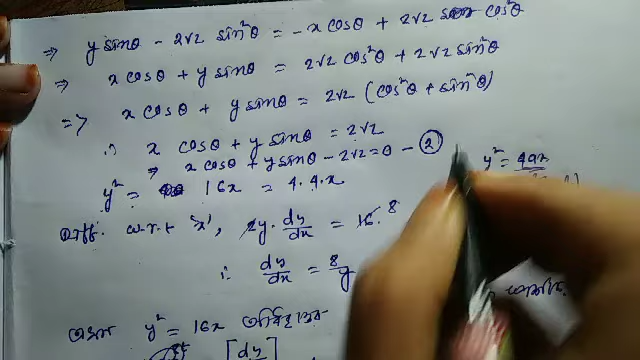 ⇒ y sinθ - 2√2 sin²θ = -x cosθ + 2√2 cos²θ
⇒ x cosθ + y sinθ = 2√2 cos²θ + 2√2 sin²θ
=> x cosθ + y sinθ = 2√2 (cos²θ + sin²θ)
∴ x cosθ + y sinθ = 2√2
⇒ x cosθ + y sinθ - 2√2 = 0 - ②
y² = 16x = 4.4.x
y² = 4ax
Diff. w.r.t 'x', 2y. dy/dx = 16. 8
∴ dy/dx = 8/y
এখন y² = 16x
[dy
dx]